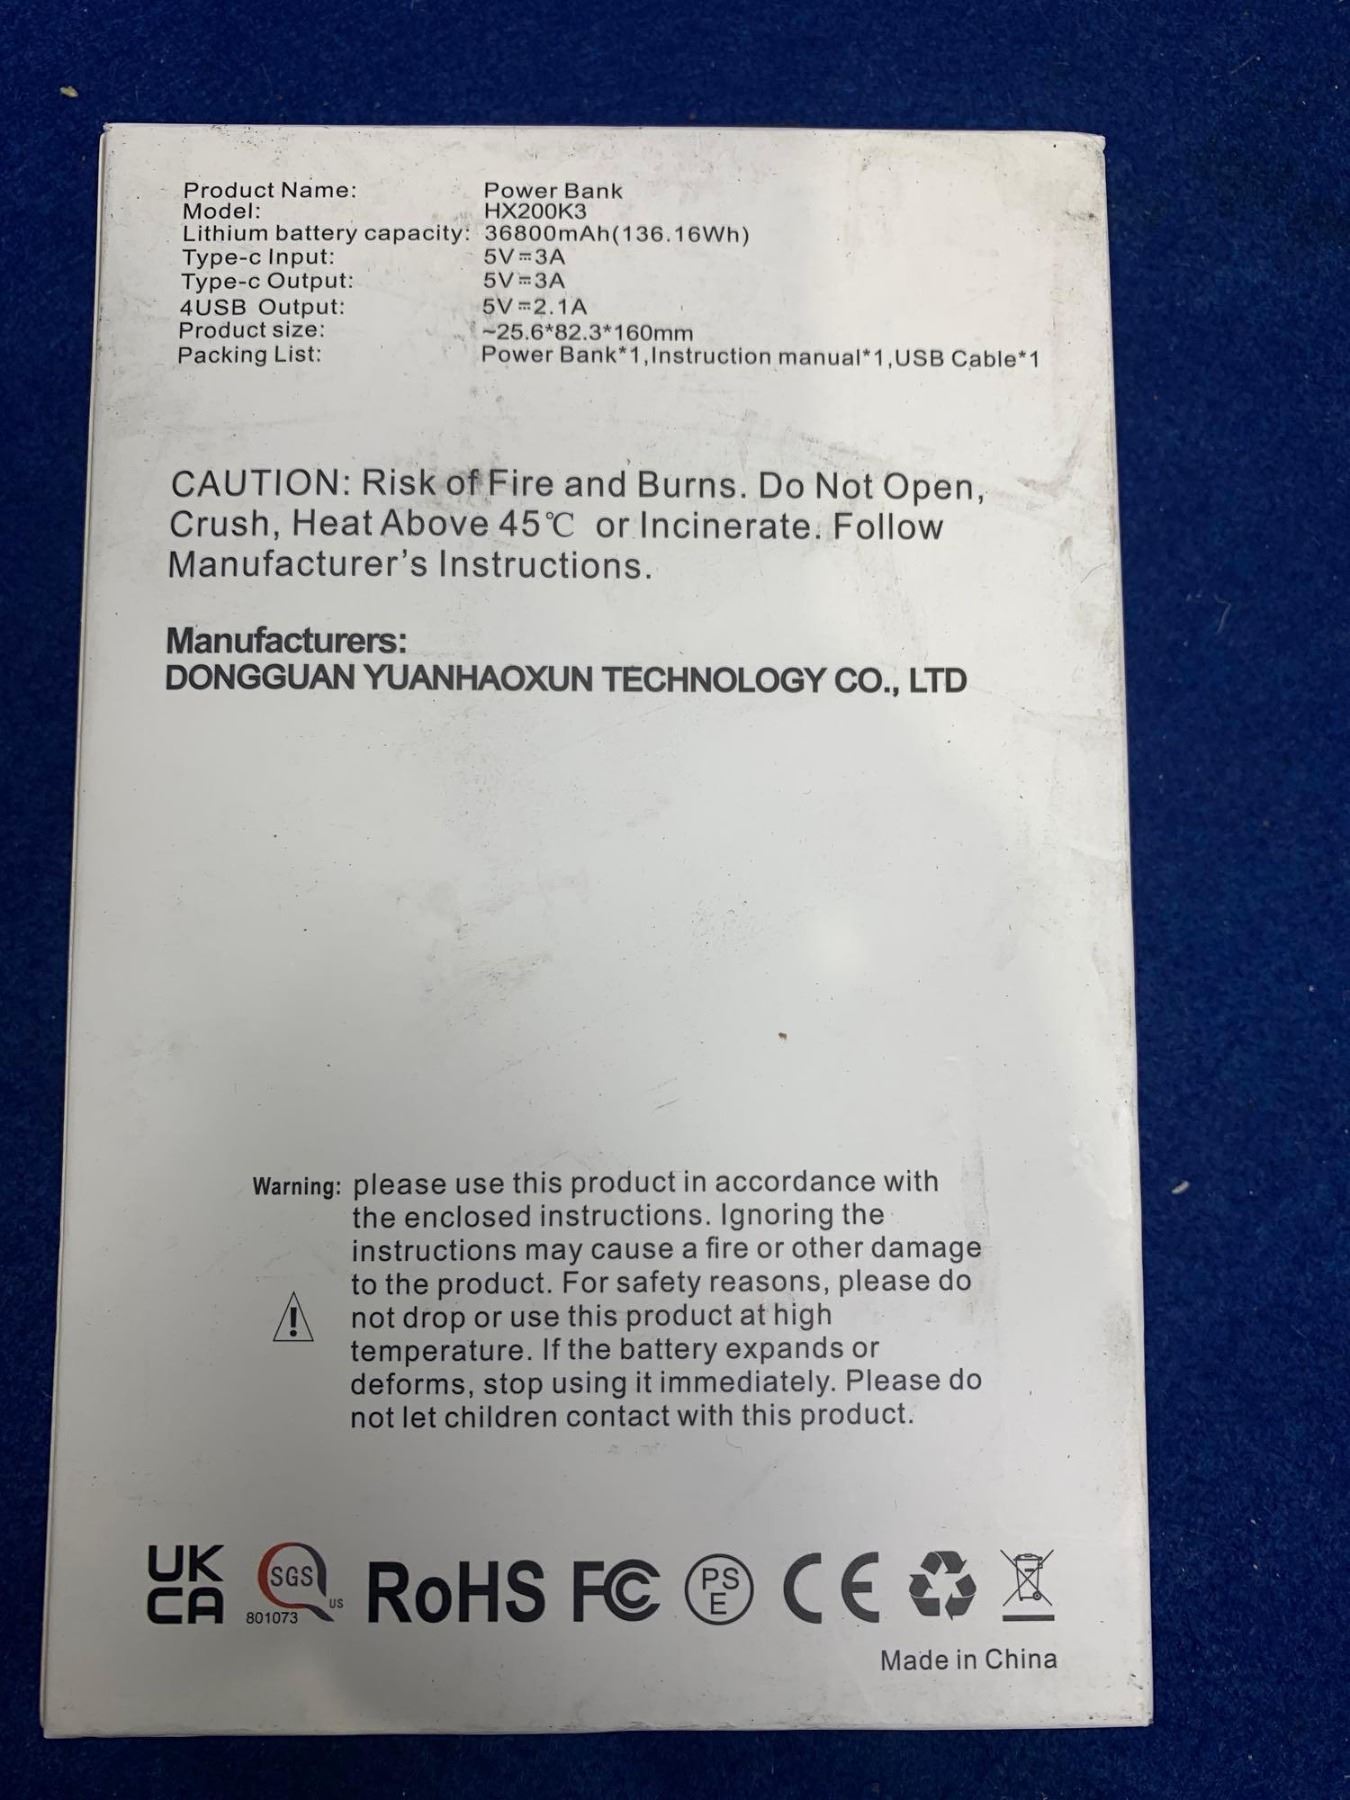 Product Name: Power Bank
Model: HX200K3
Lithium battery capacity: 36800mAh(136.16Wh)
Type-c Input: 5V⎓3A
Type-c Output: 5V⎓3A
4USB Output: 5V⎓2.1A
Product size: ~25.6*82.3*160mm
Packing List: Power Bank*1,Instruction manual*1,USB Cable*1
CAUTION: Risk of Fire and Burns. Do Not Open,
Crush, Heat Above 45℃ or Incinerate. Follow
Manufacturer's Instructions.
Manufacturers:
DONGGUAN YUANHAOXUN TECHNOLOGY CO., LTD
Warning: please use this product in accordance with
the enclosed instructions. Ignoring the
instructions may cause a fire or other damage
to the product. For safety reasons, please do
not drop or use this product at high
temperature. If the battery expands or
deforms, stop using it immediately. Please do
not let children contact with this product.
UK
CA
SGS
801073
US
RoHS
FC
PS
E
CE
Made in China